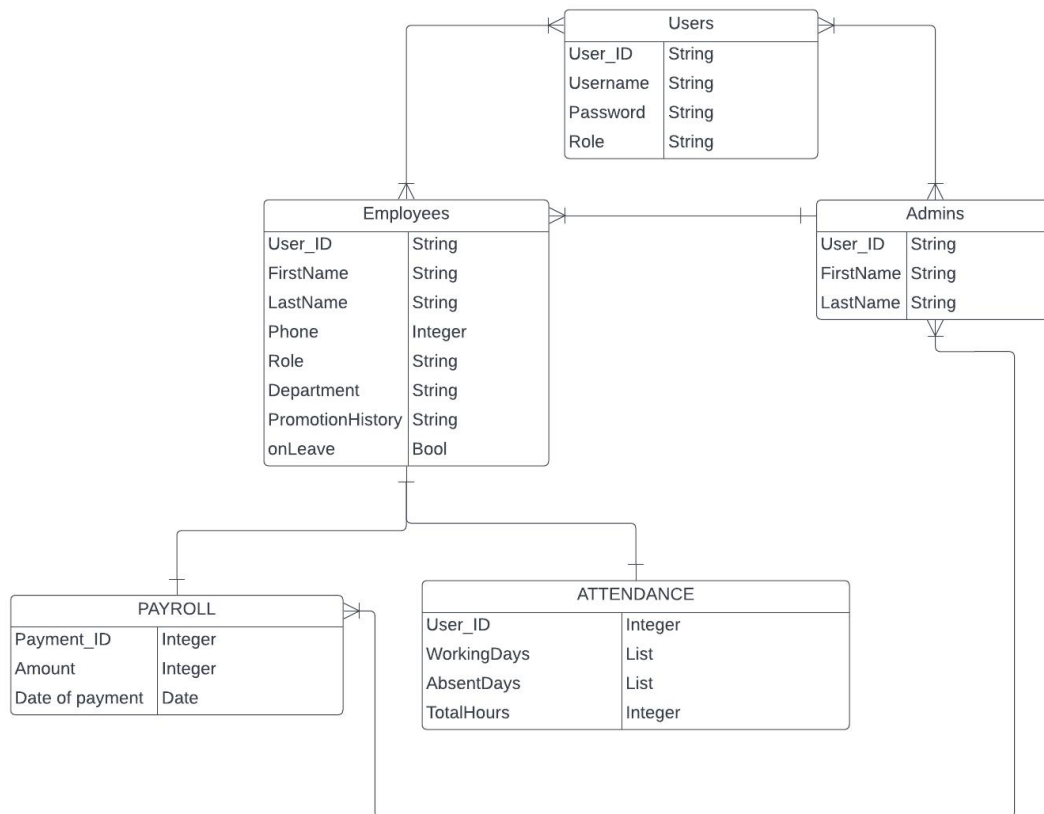 Users
User_ID String
Username String
Password String
Role String
Employees
User_ID String
FirstName String
LastName String
Phone Integer
Role String
Department String
PromotionHistory String
onLeave Bool
Admins
User_ID String
FirstName String
LastName String
PAYROLL
Payment_ID Integer
Amount Integer
Date of payment Date
ATTENDANCE
User_ID Integer
WorkingDays List
AbsentDays List
TotalHours Integer